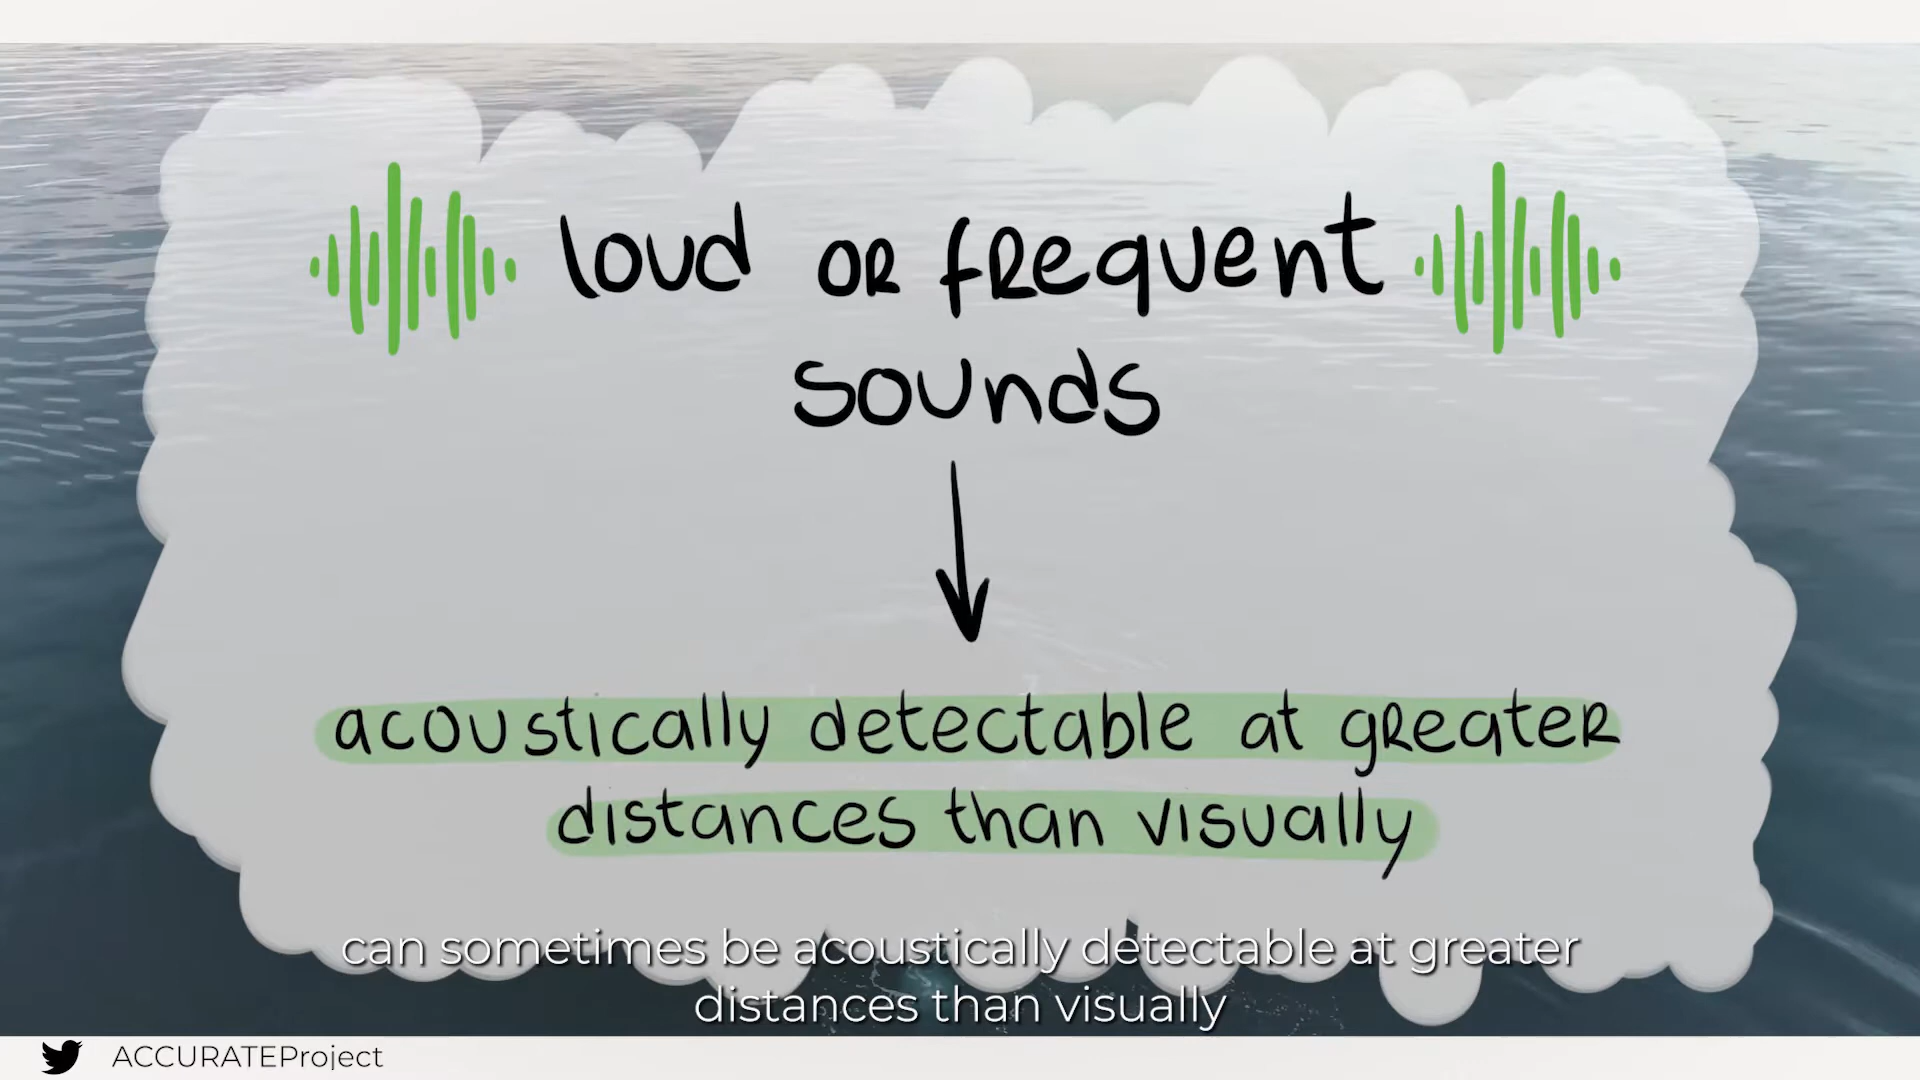 loud or frequent
sounds
acoustically detectable at greater
distances than visually
can sometimes be acoustically detectable at greater
distances than visually
ACCURATEProject